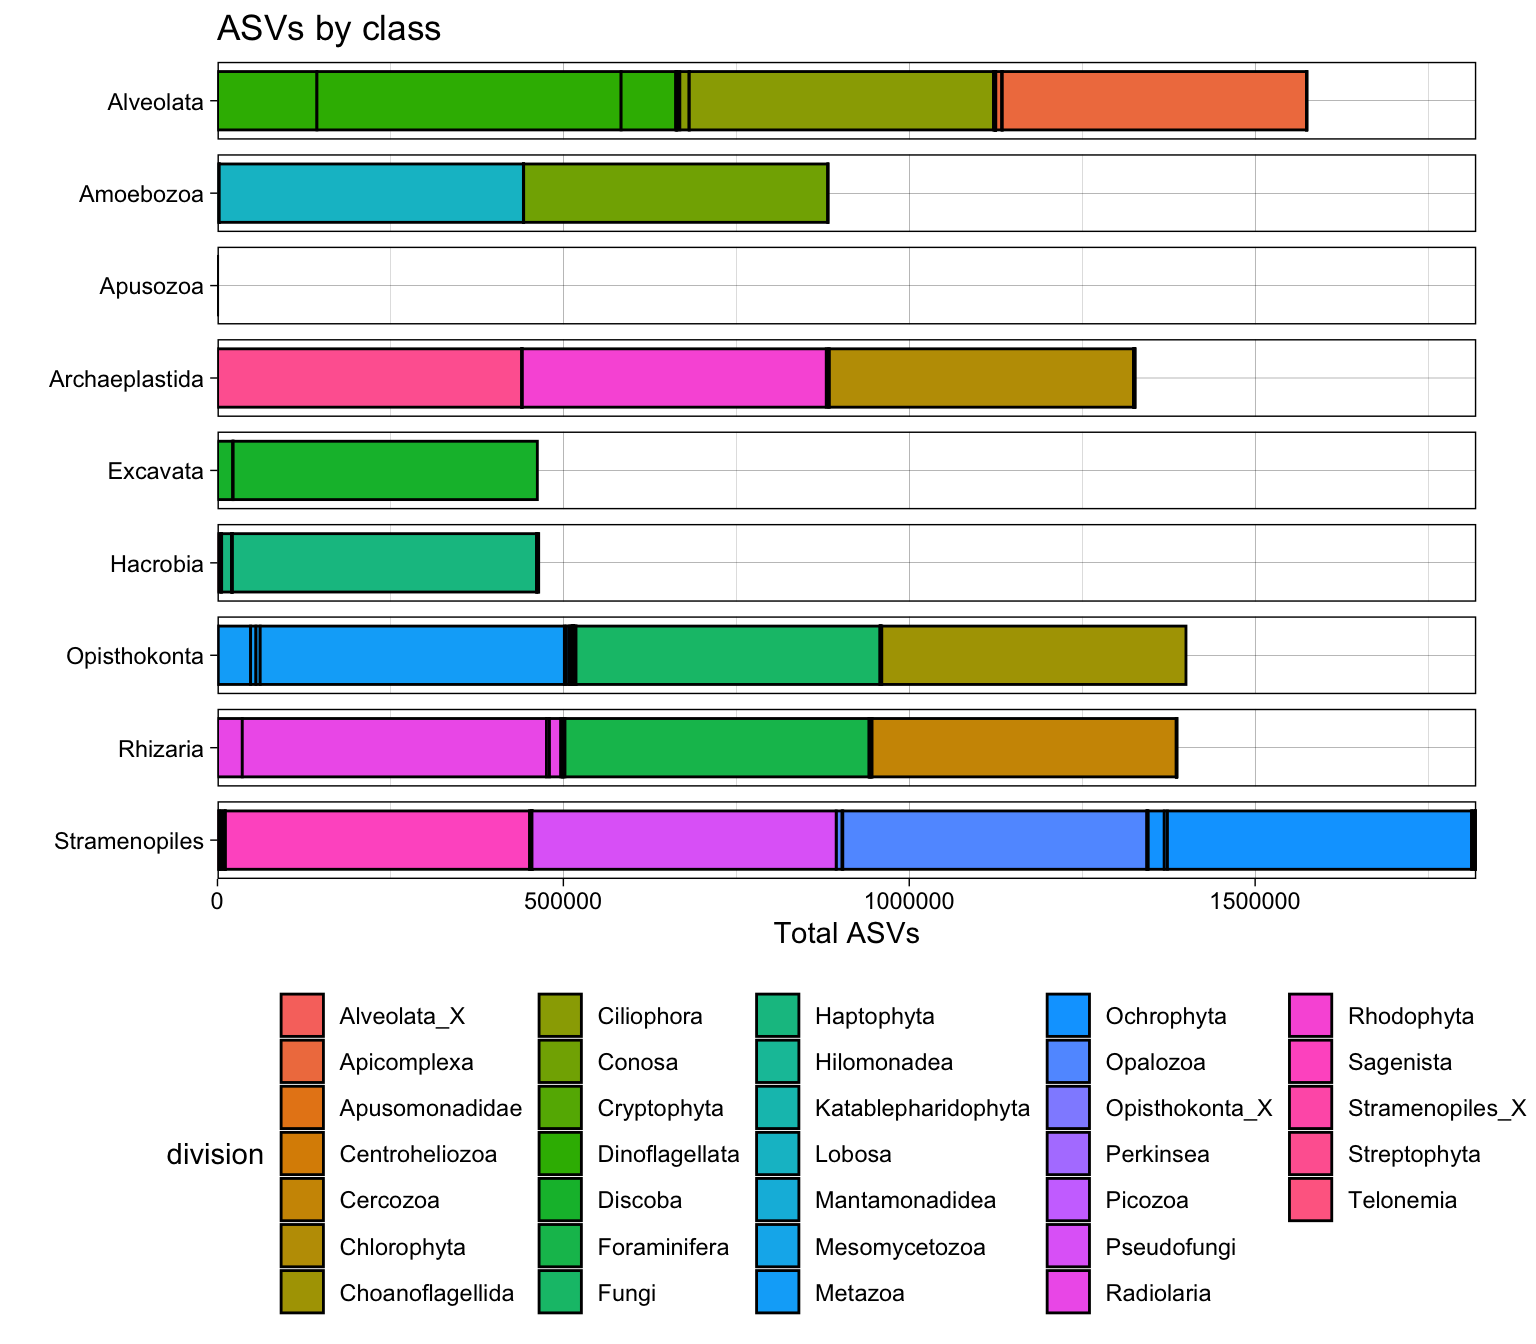 ASVs by class
Alveolata
Amoebozoa
Apusozoa
Archaeplastida
Excavata
Hacrobia
Opisthokonta
Rhizaria
Stramenopiles
0 500000 1000000 1500000
Total ASVs
division
Alveolata_X
Apicomplexa
Apusomonadidae
Centroheliozoa
Cercozoa
Chlorophyta
Choanoflagellida
Ciliophora
Conosa
Cryptophyta
Dinoflagellata
Discoba
Foraminifera
Fungi
Haptophyta
Hilomonadea
Katablepharidophyta
Lobosa
Mantamonadidea
Mesomycetozoa
Metazoa
Ochrophyta
Opalozoa
Opisthokonta_X
Perkinsea
Picozoa
Pseudofungi
Radiolaria
Rhodophyta
Sagenista
Stramenopiles_X
Streptophyta
Telonemia